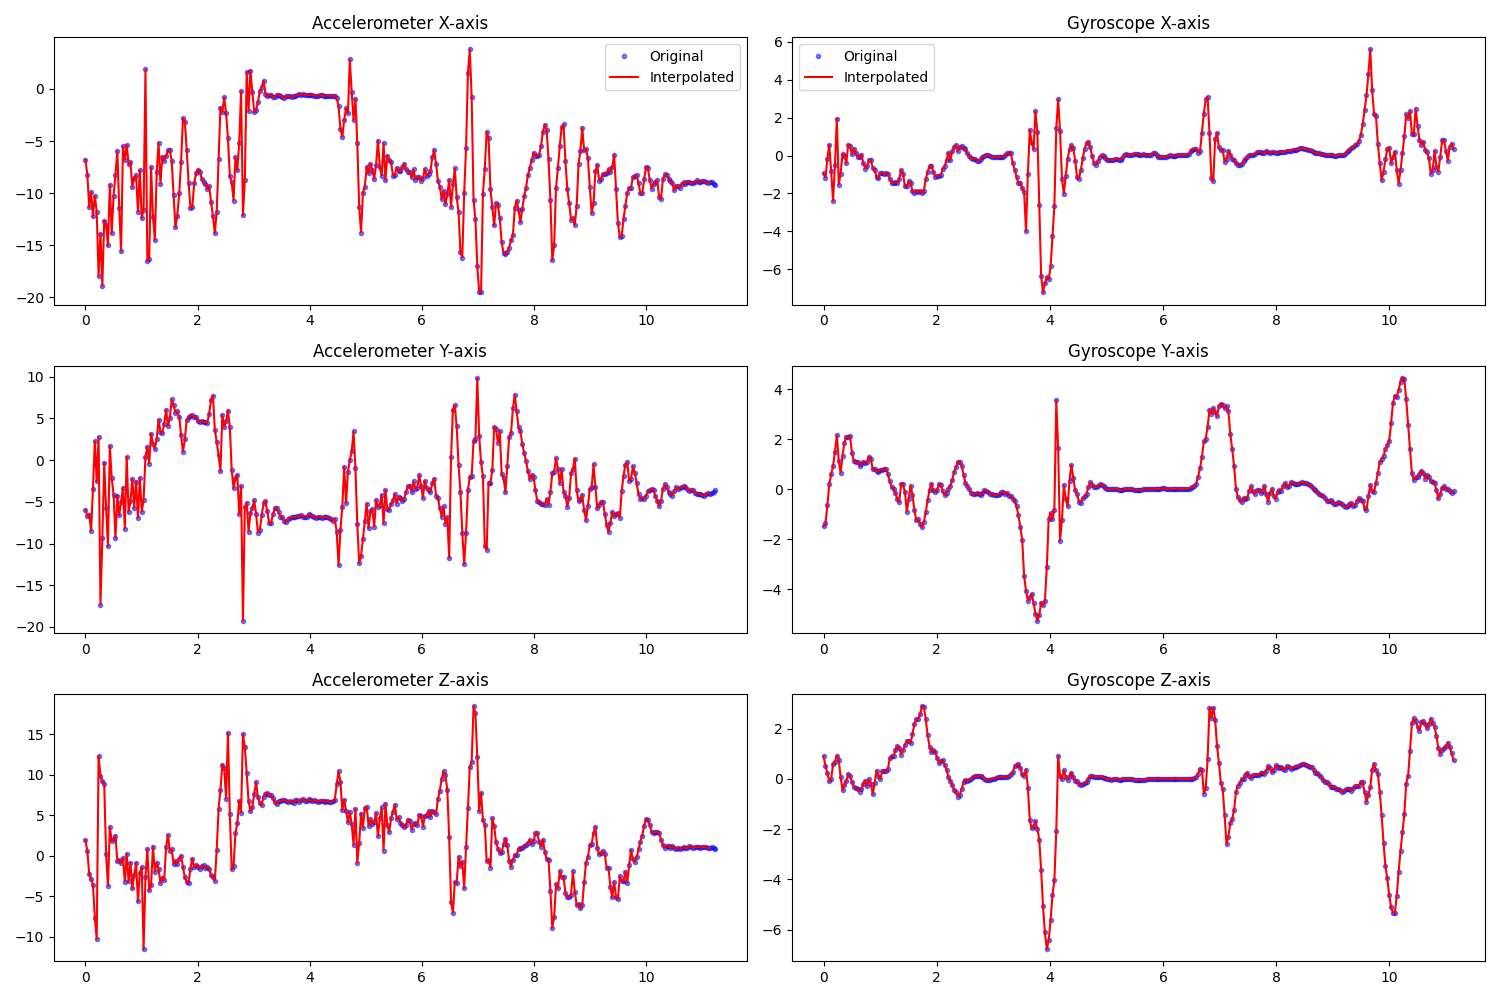 Accelerometer X-axis
Original
Interpolated
0
−5
−10
−15
−20
0 2 4 6 8 10
Gyroscope X-axis
Original
Interpolated
6
4
2
0
−2
−4
−6
0 2 4 6 8 10
Accelerometer Y-axis
10
5
0
−5
−10
−15
−20
0 2 4 6 8 10
Gyroscope Y-axis
4
2
0
−2
−4
0 2 4 6 8 10
Accelerometer Z-axis
15
10
5
0
−5
−10
0 2 4 6 8 10
Gyroscope Z-axis
2
0
−2
−4
−6
0 2 4 6 8 10